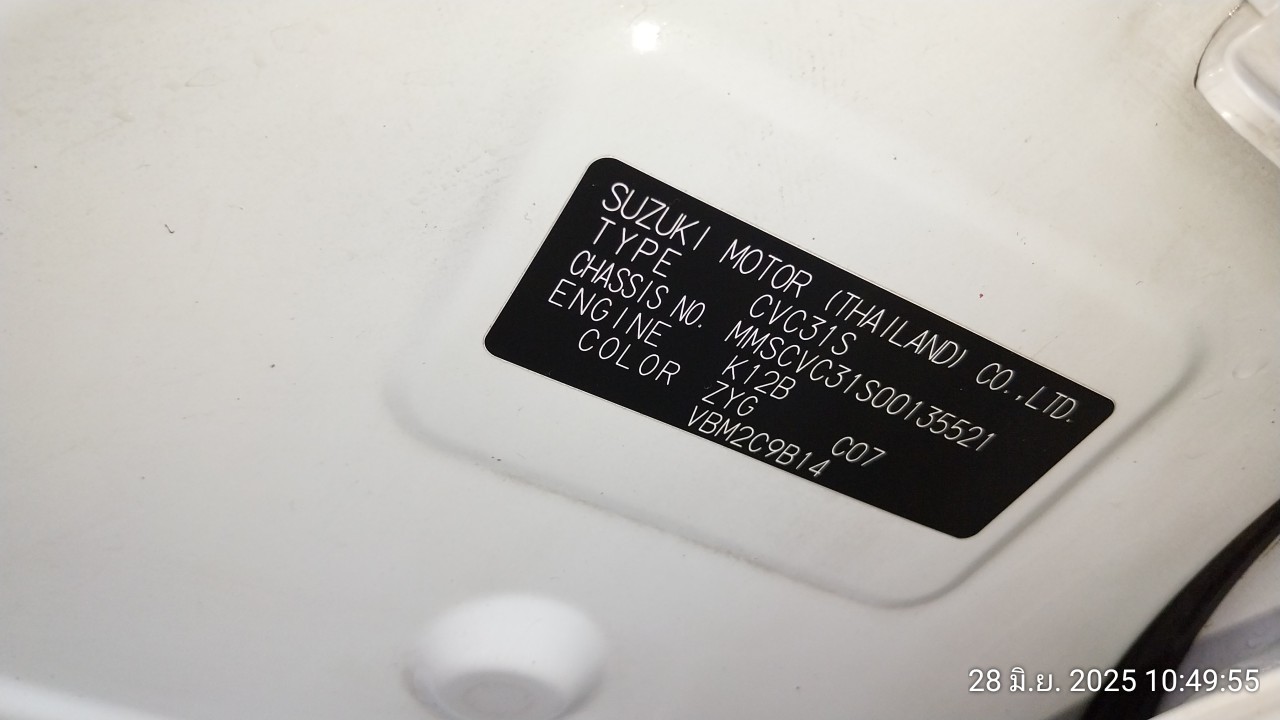 SUZUKI MOTOR (THAILAND) CO.,LTD.
TYPE CVC31S
CHASSIS NO. MMSCVC31S00135521
ENGINE K12B
COLOR ZYG C07
VBM2C9B14
28 มิ.ย. 2025 10:49:55